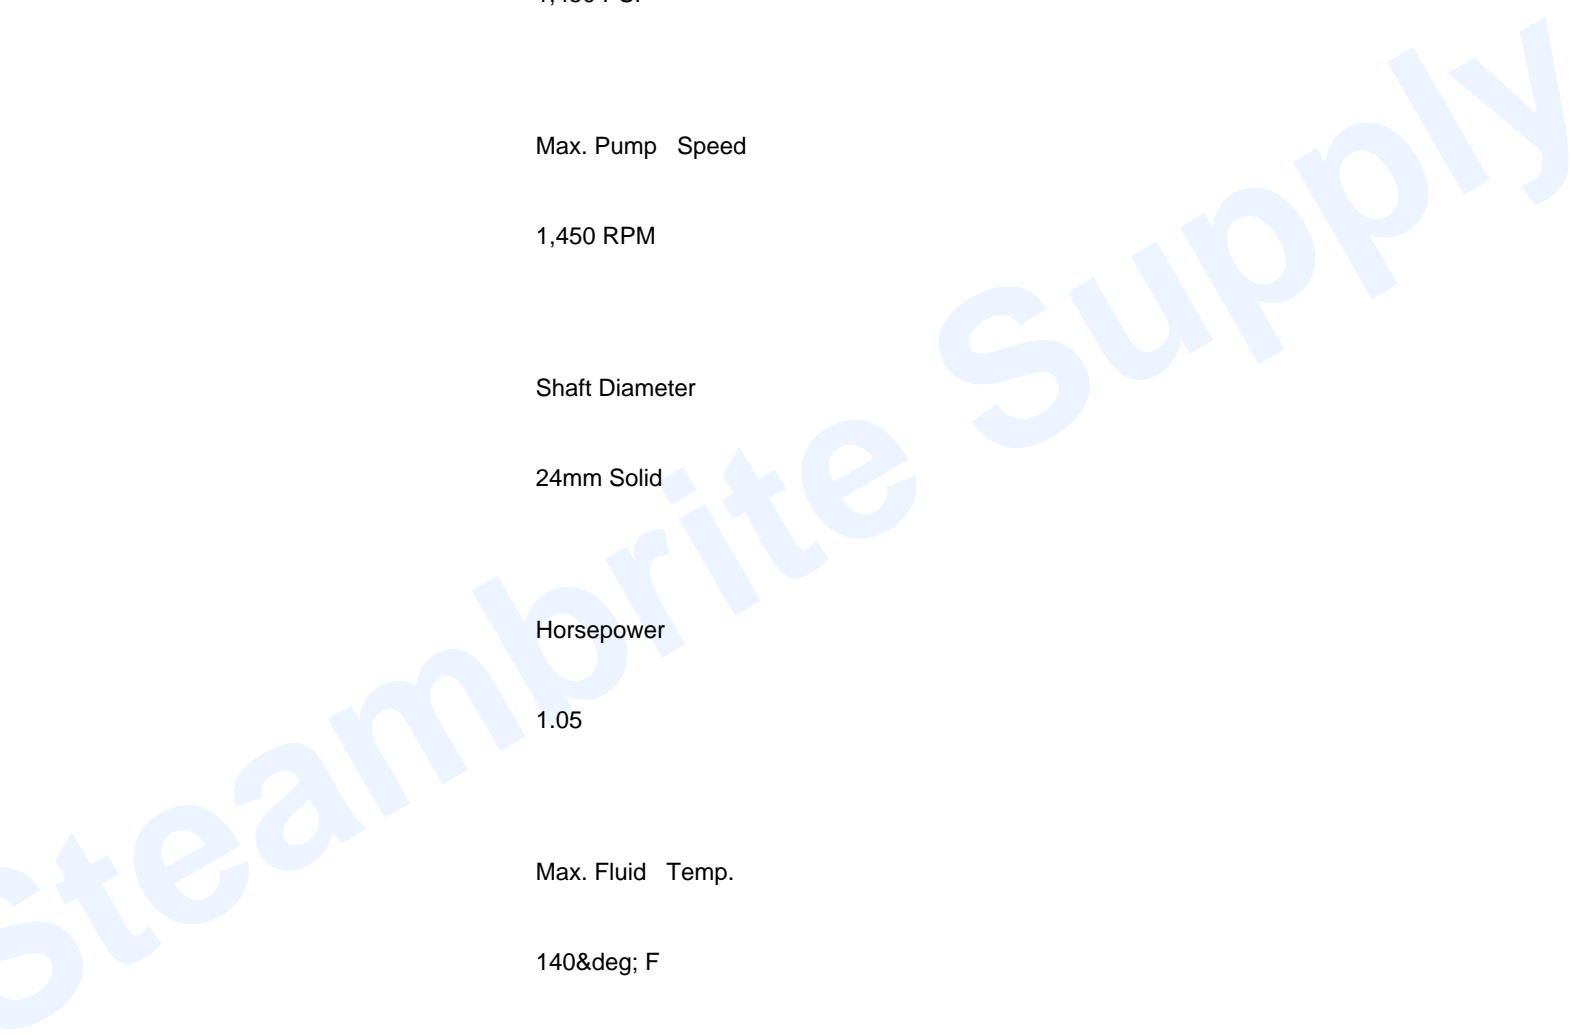 Max. Pump   Speed
1,450 RPM
Shaft Diameter
24mm Solid
Horsepower
1.05
Max. Fluid   Temp.
140&deg; F
Steambrite Supply